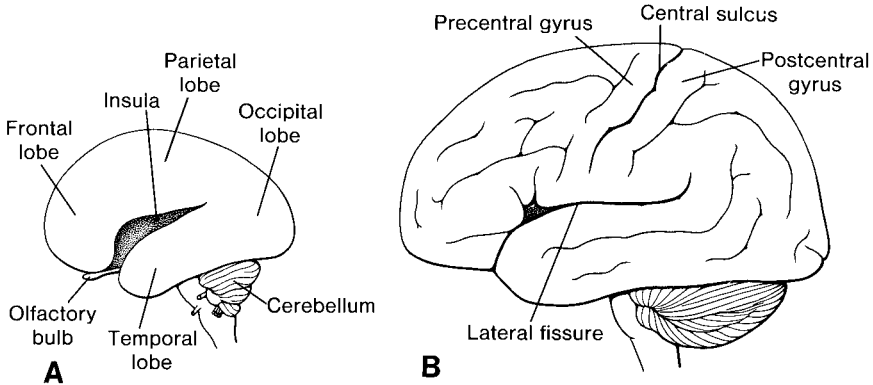 Parietal
lobe
Insula
Occipital
lobe
Frontal
lobe
Olfactory
bulb
Temporal
lobe
Cerebellum
A
Precentral gyrus
Central sulcus
Postcentral
gyrus
Lateral fissure
B